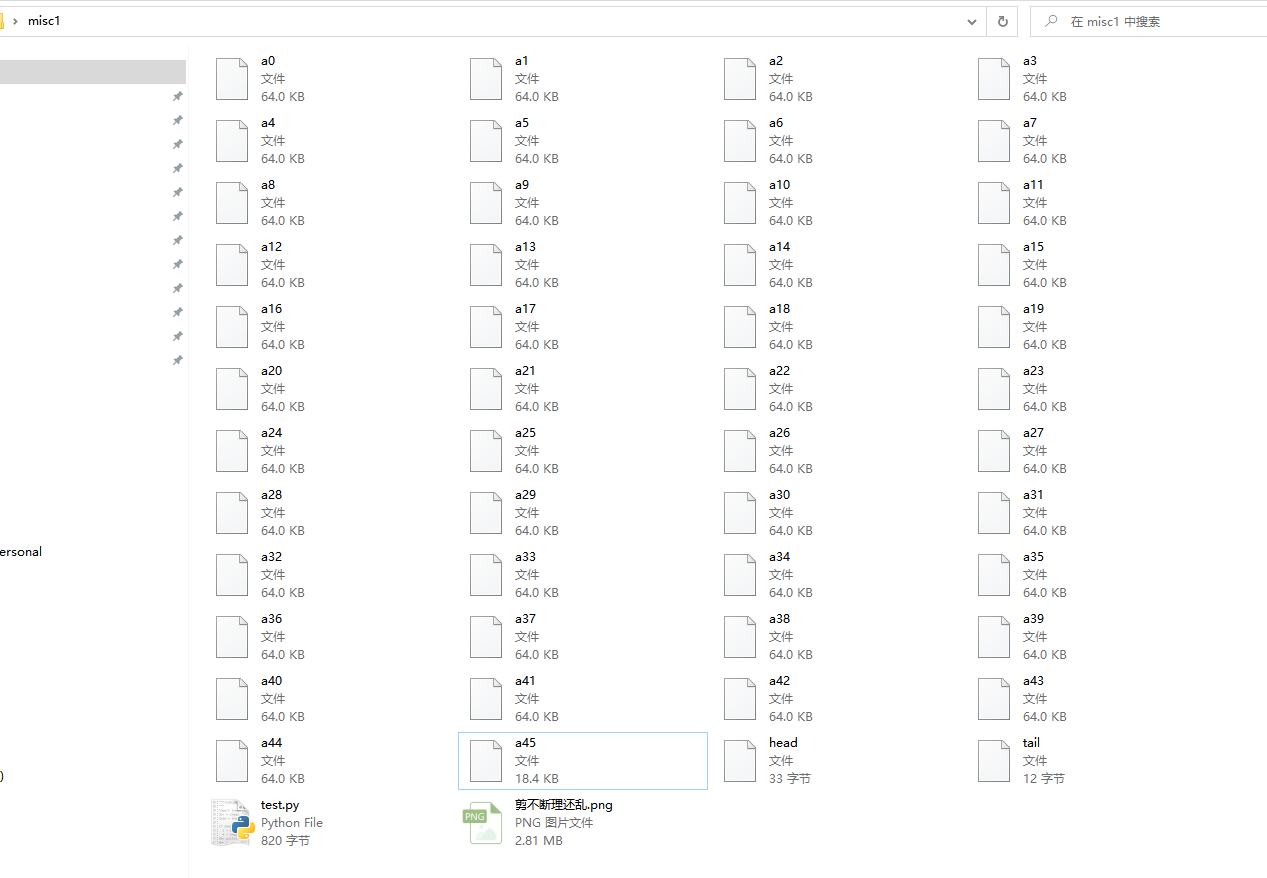 misc1
在 misc1 中搜索
a0
文件
64.0 KB
a1
文件
64.0 KB
a2
文件
64.0 KB
a3
文件
64.0 KB
a4
文件
64.0 KB
a5
文件
64.0 KB
a6
文件
64.0 KB
a7
文件
64.0 KB
a8
文件
64.0 KB
a9
文件
64.0 KB
a10
文件
64.0 KB
a11
文件
64.0 KB
a12
文件
64.0 KB
a13
文件
64.0 KB
a14
文件
64.0 KB
a15
文件
64.0 KB
a16
文件
64.0 KB
a17
文件
64.0 KB
a18
文件
64.0 KB
a19
文件
64.0 KB
a20
文件
64.0 KB
a21
文件
64.0 KB
a22
文件
64.0 KB
a23
文件
64.0 KB
a24
文件
64.0 KB
a25
文件
64.0 KB
a26
文件
64.0 KB
a27
文件
64.0 KB
a28
文件
64.0 KB
a29
文件
64.0 KB
a30
文件
64.0 KB
a31
文件
64.0 KB
ersonal
a32
文件
64.0 KB
a33
文件
64.0 KB
a34
文件
64.0 KB
a35
文件
64.0 KB
a36
文件
64.0 KB
a37
文件
64.0 KB
a38
文件
64.0 KB
a39
文件
64.0 KB
a40
文件
64.0 KB
a41
文件
64.0 KB
a42
文件
64.0 KB
a43
文件
64.0 KB
)
a44
文件
64.0 KB
a45
文件
18.4 KB
head
文件
33 字节
tail
文件
12 字节
test.py
Python File
820 字节
PNG
剪不断理还乱.png
PNG 图片文件
2.81 MB